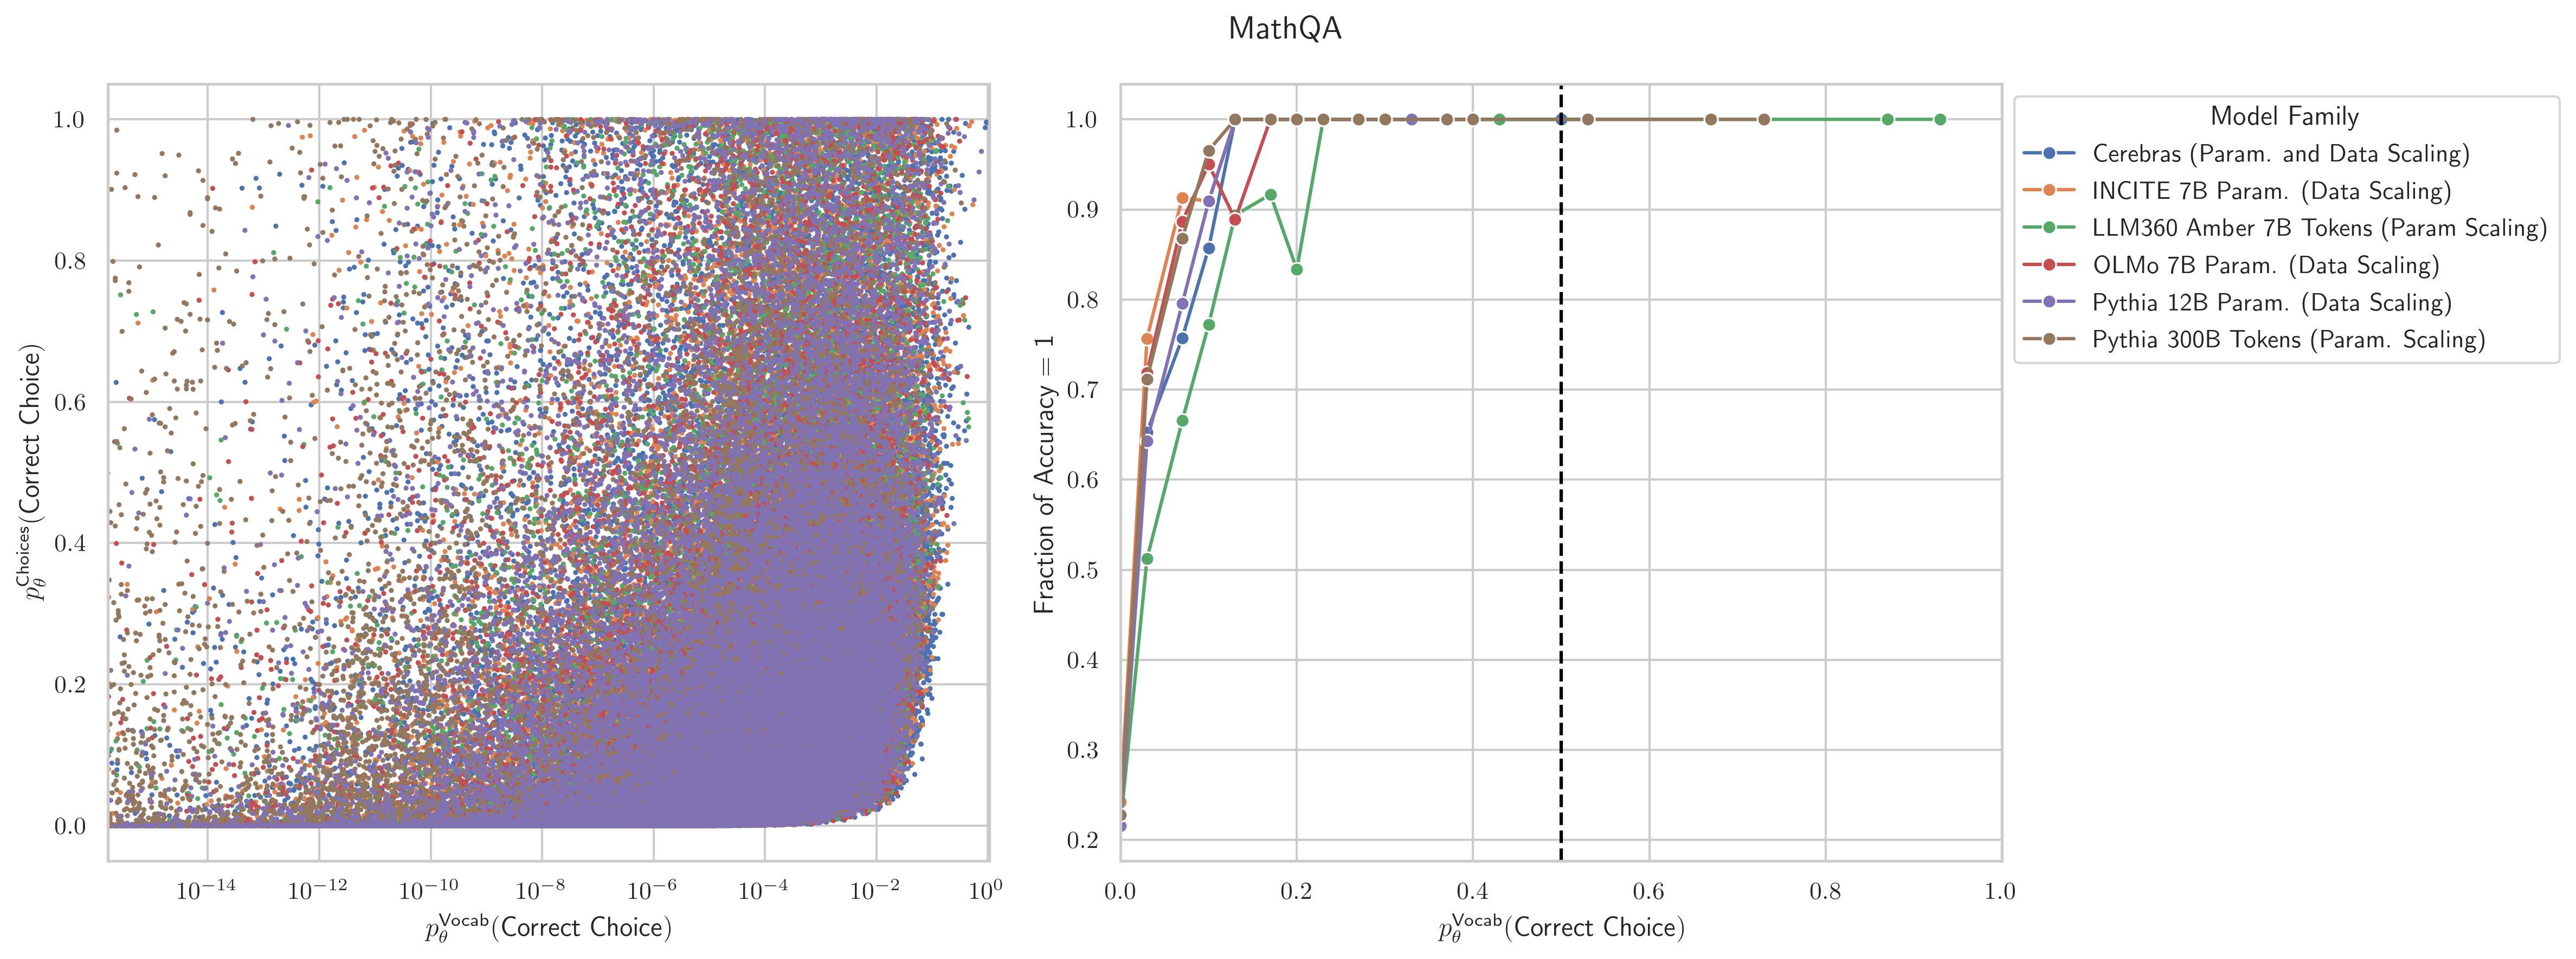 MathQA
1.0
0.8
0.6
0.4
0.2
0.0
p_θ^Choices(Correct Choice)
10^−14 10^−12 10^−10 10^−8 10^−6 10^−4 10^−2 10^0
p_θ^Vocab(Correct Choice)
1.0
0.9
0.8
0.7
0.6
0.5
0.4
0.3
0.2
Fraction of Accuracy = 1
0.0 0.2 0.4 0.6 0.8 1.0
p_θ^Vocab(Correct Choice)
Model Family
Cerebras (Param. and Data Scaling)
INCITE 7B Param. (Data Scaling)
LLM360 Amber 7B Tokens (Param Scaling)
OLMo 7B Param. (Data Scaling)
Pythia 12B Param. (Data Scaling)
Pythia 300B Tokens (Param. Scaling)